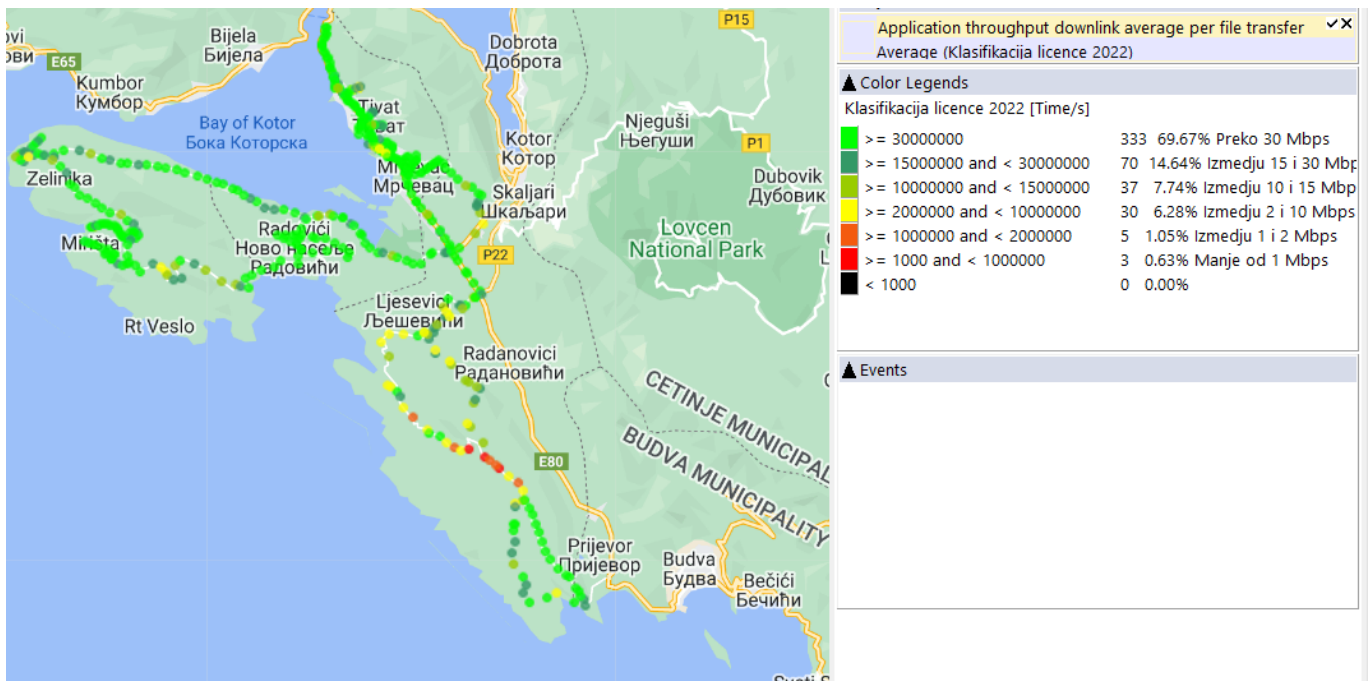 P15
Bijela
Бијела
ови
E65
Dobrota
Доброта
Kumbor
Кумбор
Tivat
Bay of Kotor
Бока Которска
Njeguši
Његуши
P1
Kotor
Котор
Мрчевац
Dubovik
Дубовик
Zelinika
Skaljari
Шкаљари
Lovcen
National Park
Radovići
Ново насеље
Радовићи
Mirišta
P22
Ljesevici
Љешевићи
Rt Veslo
Radanovici
Радановићи
CETINJE MUNICIPAL
BUDVA MUNICIPALITY
E80
Prijevor
Пријевор
Budva
Будва
Bečići
Бечићи
Application throughput downlink average per file transfer
Average (Klasifikacija licence 2022)
Color Legends
Klasifikacija licence 2022 [Time/s]
>= 30000000 333 69.67% Preko 30 Mbps
>= 15000000 and < 30000000 70 14.64% Izmedju 15 i 30 Mbp
>= 10000000 and < 15000000 37 7.74% Izmedju 10 i 15 Mbp
>= 2000000 and < 10000000 30 6.28% Izmedju 2 i 10 Mbps
>= 1000000 and < 2000000 5 1.05% Izmedju 1 i 2 Mbps
>= 1000 and < 1000000 3 0.63% Manje od 1 Mbps
< 1000 0 0.00%
Events